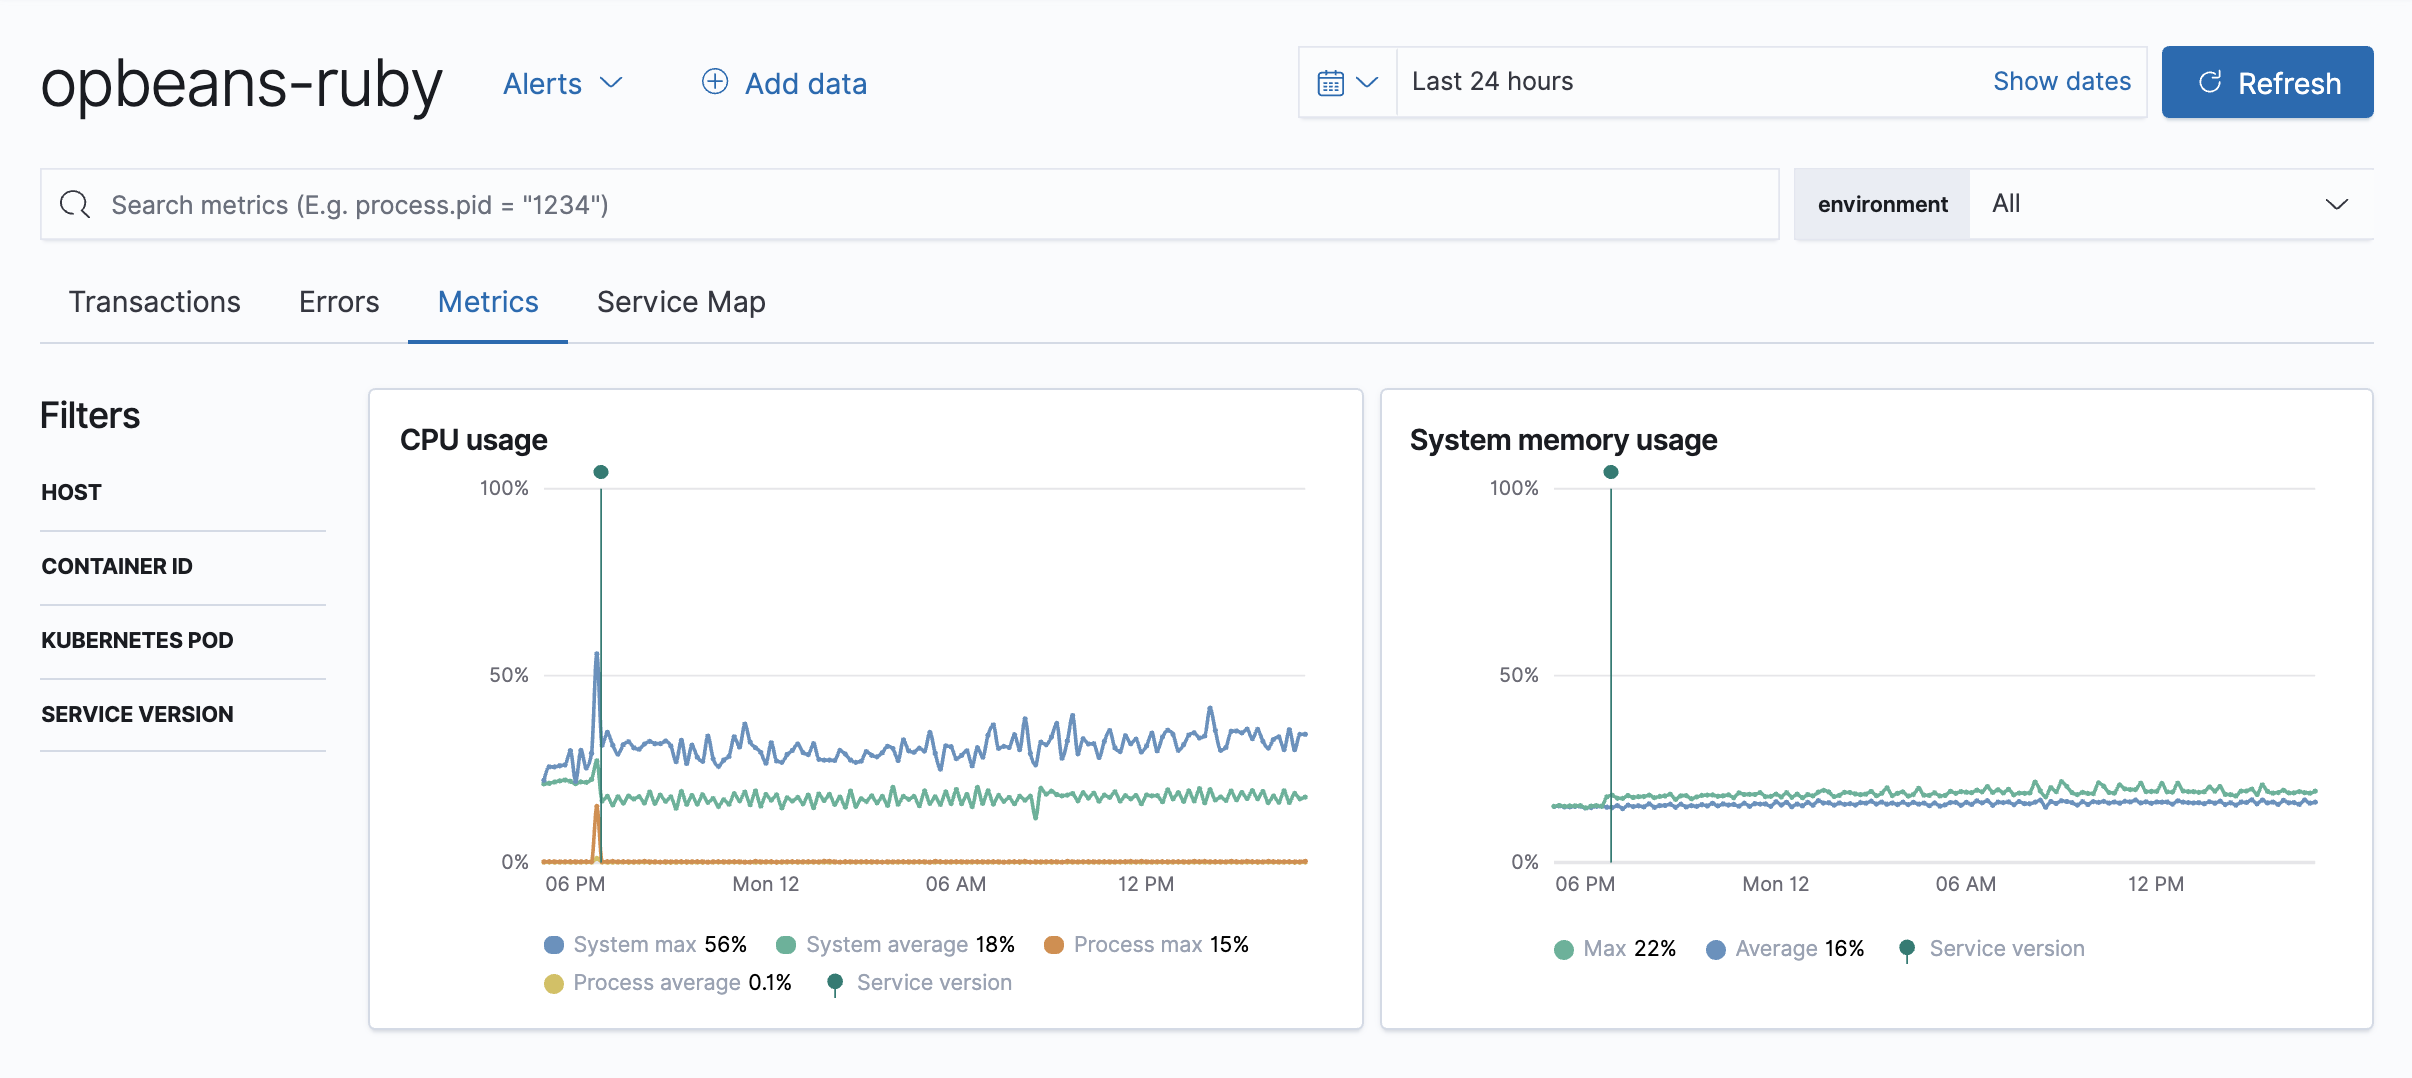 opbeans-ruby Alerts Add data Last 24 hours Show dates Refresh
Search metrics (E.g. process.pid = "1234") environment All
Transactions Errors Metrics Service Map
Filters
HOST
CONTAINER ID
KUBERNETES POD
SERVICE VERSION
CPU usage
100%
50%
0%
06 PM Mon 12 06 AM 12 PM
System max 56% System average 18% Process max 15%
Process average 0.1% Service version
System memory usage
100%
50%
0%
06 PM Mon 12 06 AM 12 PM
Max 22% Average 16% Service version